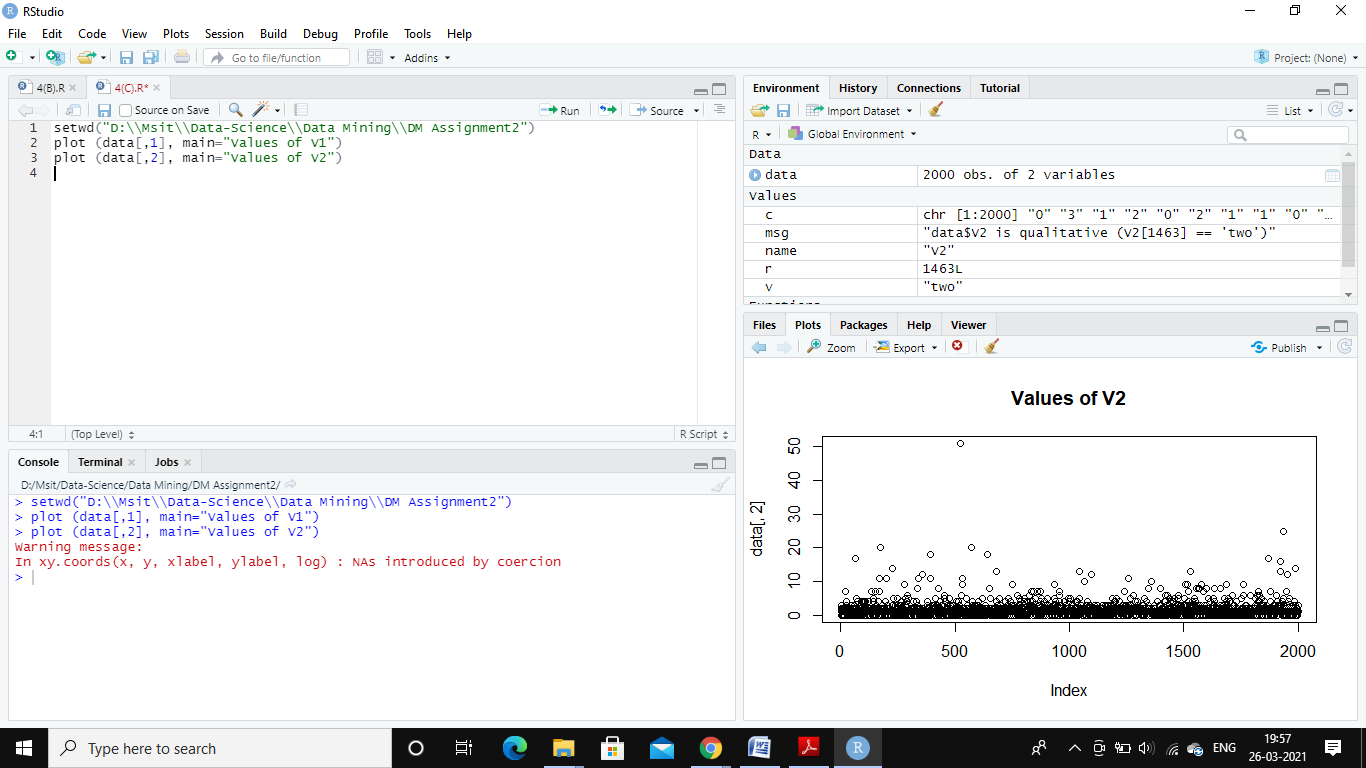 RStudio
File Edit Code View Plots Session Build Debug Profile Tools Help
Go to file/function Addins Project: (None)
4(B).R 4(C).R*
Source on Save Run Source
1 setwd("D:\\Msit\\Data-Science\\Data Mining\\DM Assignment2")
2 plot (data[,1], main="Values of V1")
3 plot (data[,2], main="Values of V2")
4
4:1 (Top Level) R Script
Console Terminal Jobs
D:/Msit/Data-Science/Data Mining/DM Assignment2/
> setwd("D:\\Msit\\Data-Science\\Data Mining\\DM Assignment2")
> plot (data[,1], main="Values of V1")
> plot (data[,2], main="Values of V2")
Warning message:
In xy.coords(x, y, xlabel, ylabel, log) : NAs introduced by coercion
>
Environment History Connections Tutorial
Import Dataset List
R Global Environment
Data
data 2000 obs. of 2 variables
Values
c chr [1:2000] "0" "3" "1" "2" "0" "2" "1" "1" "0" "…
msg "data$V2 is qualitative (V2[1463] == 'two')"
name "V2"
r 1463L
v "two"
Files Plots Packages Help Viewer
Zoom Export Publish
Values of V2
data[, 2]
50
40
30
20
10
0
0 500 1000 1500 2000
Index
Type here to search
ENG
19:57
26-03-2021